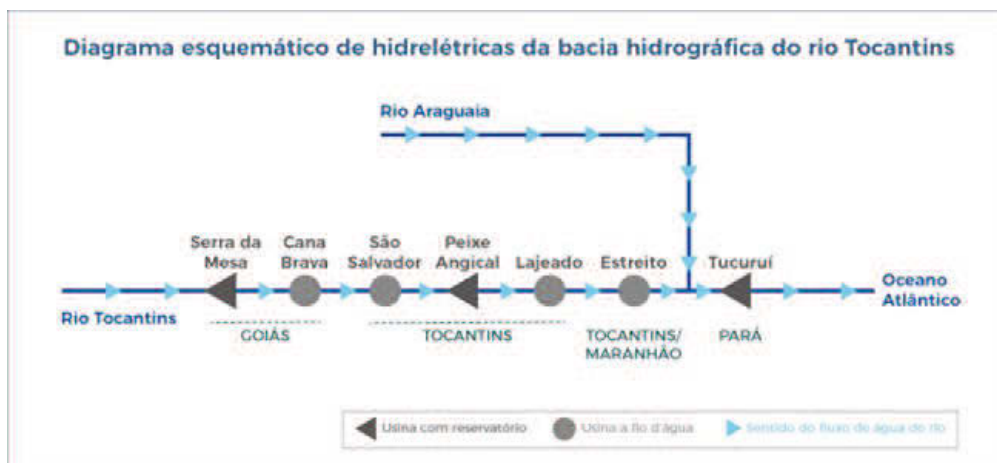 Diagrama esquemático de hidrelétricas da bacia hidrográfica do rio Tocantins
Rio Araguaia
Serra da
Mesa
Cana
Brava
São
Salvador
Peixe
Angical
Lajeado
Estreito
Tucuruí
Oceano
Atlântico
Rio Tocantins
GOIÁS
TOCANTINS
TOCANTINS/
MARANHÃO
PARÁ
Usina com reservatório
Usina a fio d'água
Sentido do fluxo de água do rio